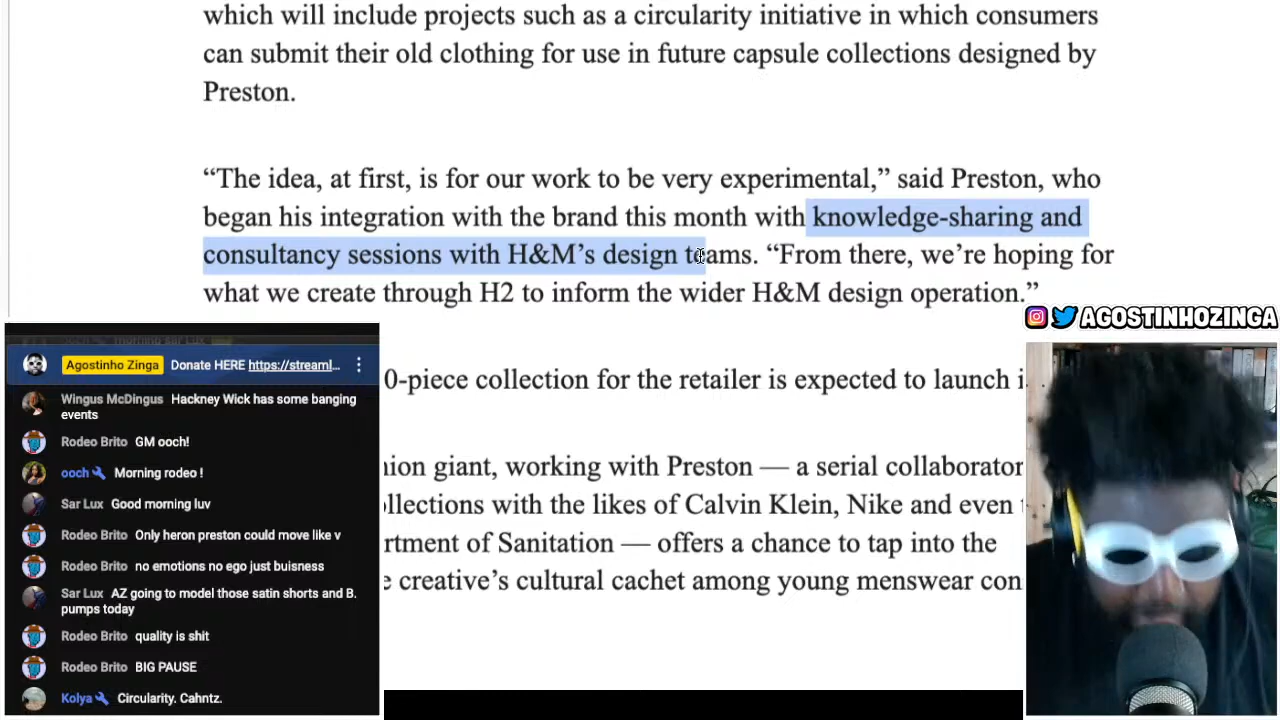 which will include projects such as a circularity initiative in which consumers
can submit their old clothing for use in future capsule collections designed by
Preston.
“The idea, at first, is for our work to be very experimental,” said Preston, who
began his integration with the brand this month with knowledge-sharing and
consultancy sessions with H&M’s design teams. “From there, we’re hoping for
what we create through H2 to inform the wider H&M design operation.”
AGOSTINHOZINGA
0-piece collection for the retailer is expected to launch i
nion giant, working with Preston — a serial collaborator
llections with the likes of Calvin Klein, Nike and even t
rtment of Sanitation — offers a chance to tap into the
e creative’s cultural cachet among young menswear con
Agostinho Zinga Donate HERE https://streaml...
Wingus McDingus Hackney Wick has some banging
events
Rodeo Brito GM ooch!
ooch Morning rodeo !
Sar Lux Good morning luv
Rodeo Brito Only heron preston could move like v
Rodeo Brito no emotions no ego just buisness
Sar Lux AZ going to model those satin shorts and B.
pumps today
Rodeo Brito quality is shit
Rodeo Brito BIG PAUSE
Kolya Circularity. Cahntz.